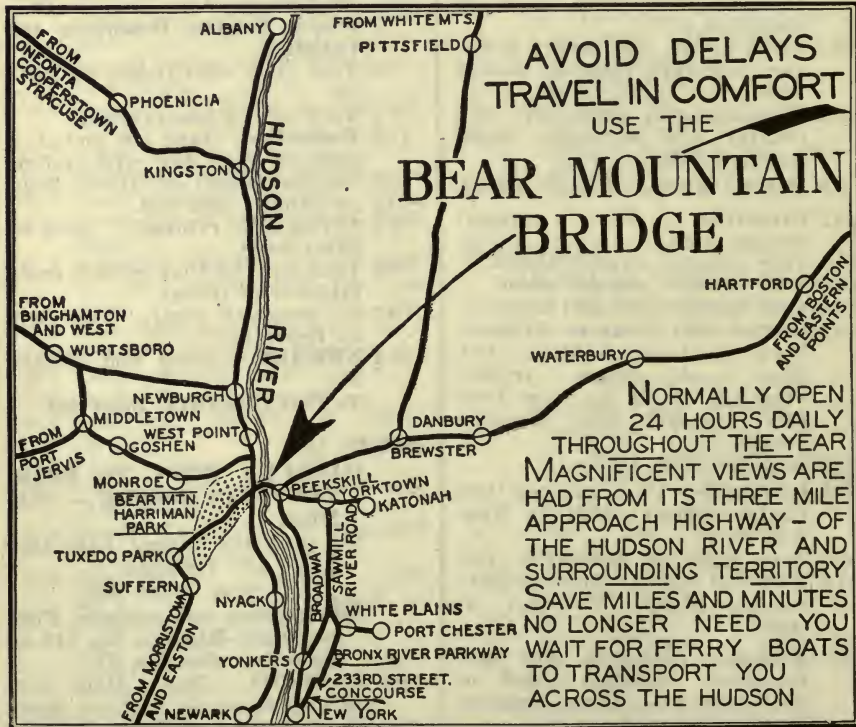 ALBANY
FROM WHITE MTS.
PITTSFIELD
FROM
ONEONTA
COOPERSTOWN
SYRACUSE
PHOENICIA
KINGSTON
HUDSON
RIVER
AVOID DELAYS
TRAVEL IN COMFORT
USE THE
BEAR MOUNTAIN
BRIDGE
HARTFORD
FROM BOSTON
AND EASTERN
POINTS
WATERBURY
FROM
BINGHAMTON
AND WEST
WURTSBORO
NEWBURGH
MIDDLETOWN
WEST POINT
GOSHEN
FROM
PORT
JERVIS
MONROE
BEAR MTN.
HARRIMAN
PARK
DANBURY
BREWSTER
PEEKSKILL
YORKTOWN
KATONAH
TUXEDO PARK
SUFFERN
NYACK
BROADWAY
SAWMILL
RIVER ROAD
WHITE PLAINS
PORT CHESTER
YONKERS
BRONX RIVER PARKWAY
233RD. STREET.
CONCOURSE
FROM MORRISTOWN
AND EASTON
NEWARK
NEW YORK
NORMALLY OPEN
24 HOURS DAILY
THROUGHOUT THE YEAR
MAGNIFICENT VIEWS ARE
HAD FROM ITS THREE MILE
APPROACH HIGHWAY - OF
THE HUDSON RIVER AND
SURROUNDING TERRITORY
SAVE MILES AND MINUTES
NO LONGER NEED YOU
WAIT FOR FERRY BOATS
TO TRANSPORT YOU
ACROSS THE HUDSON